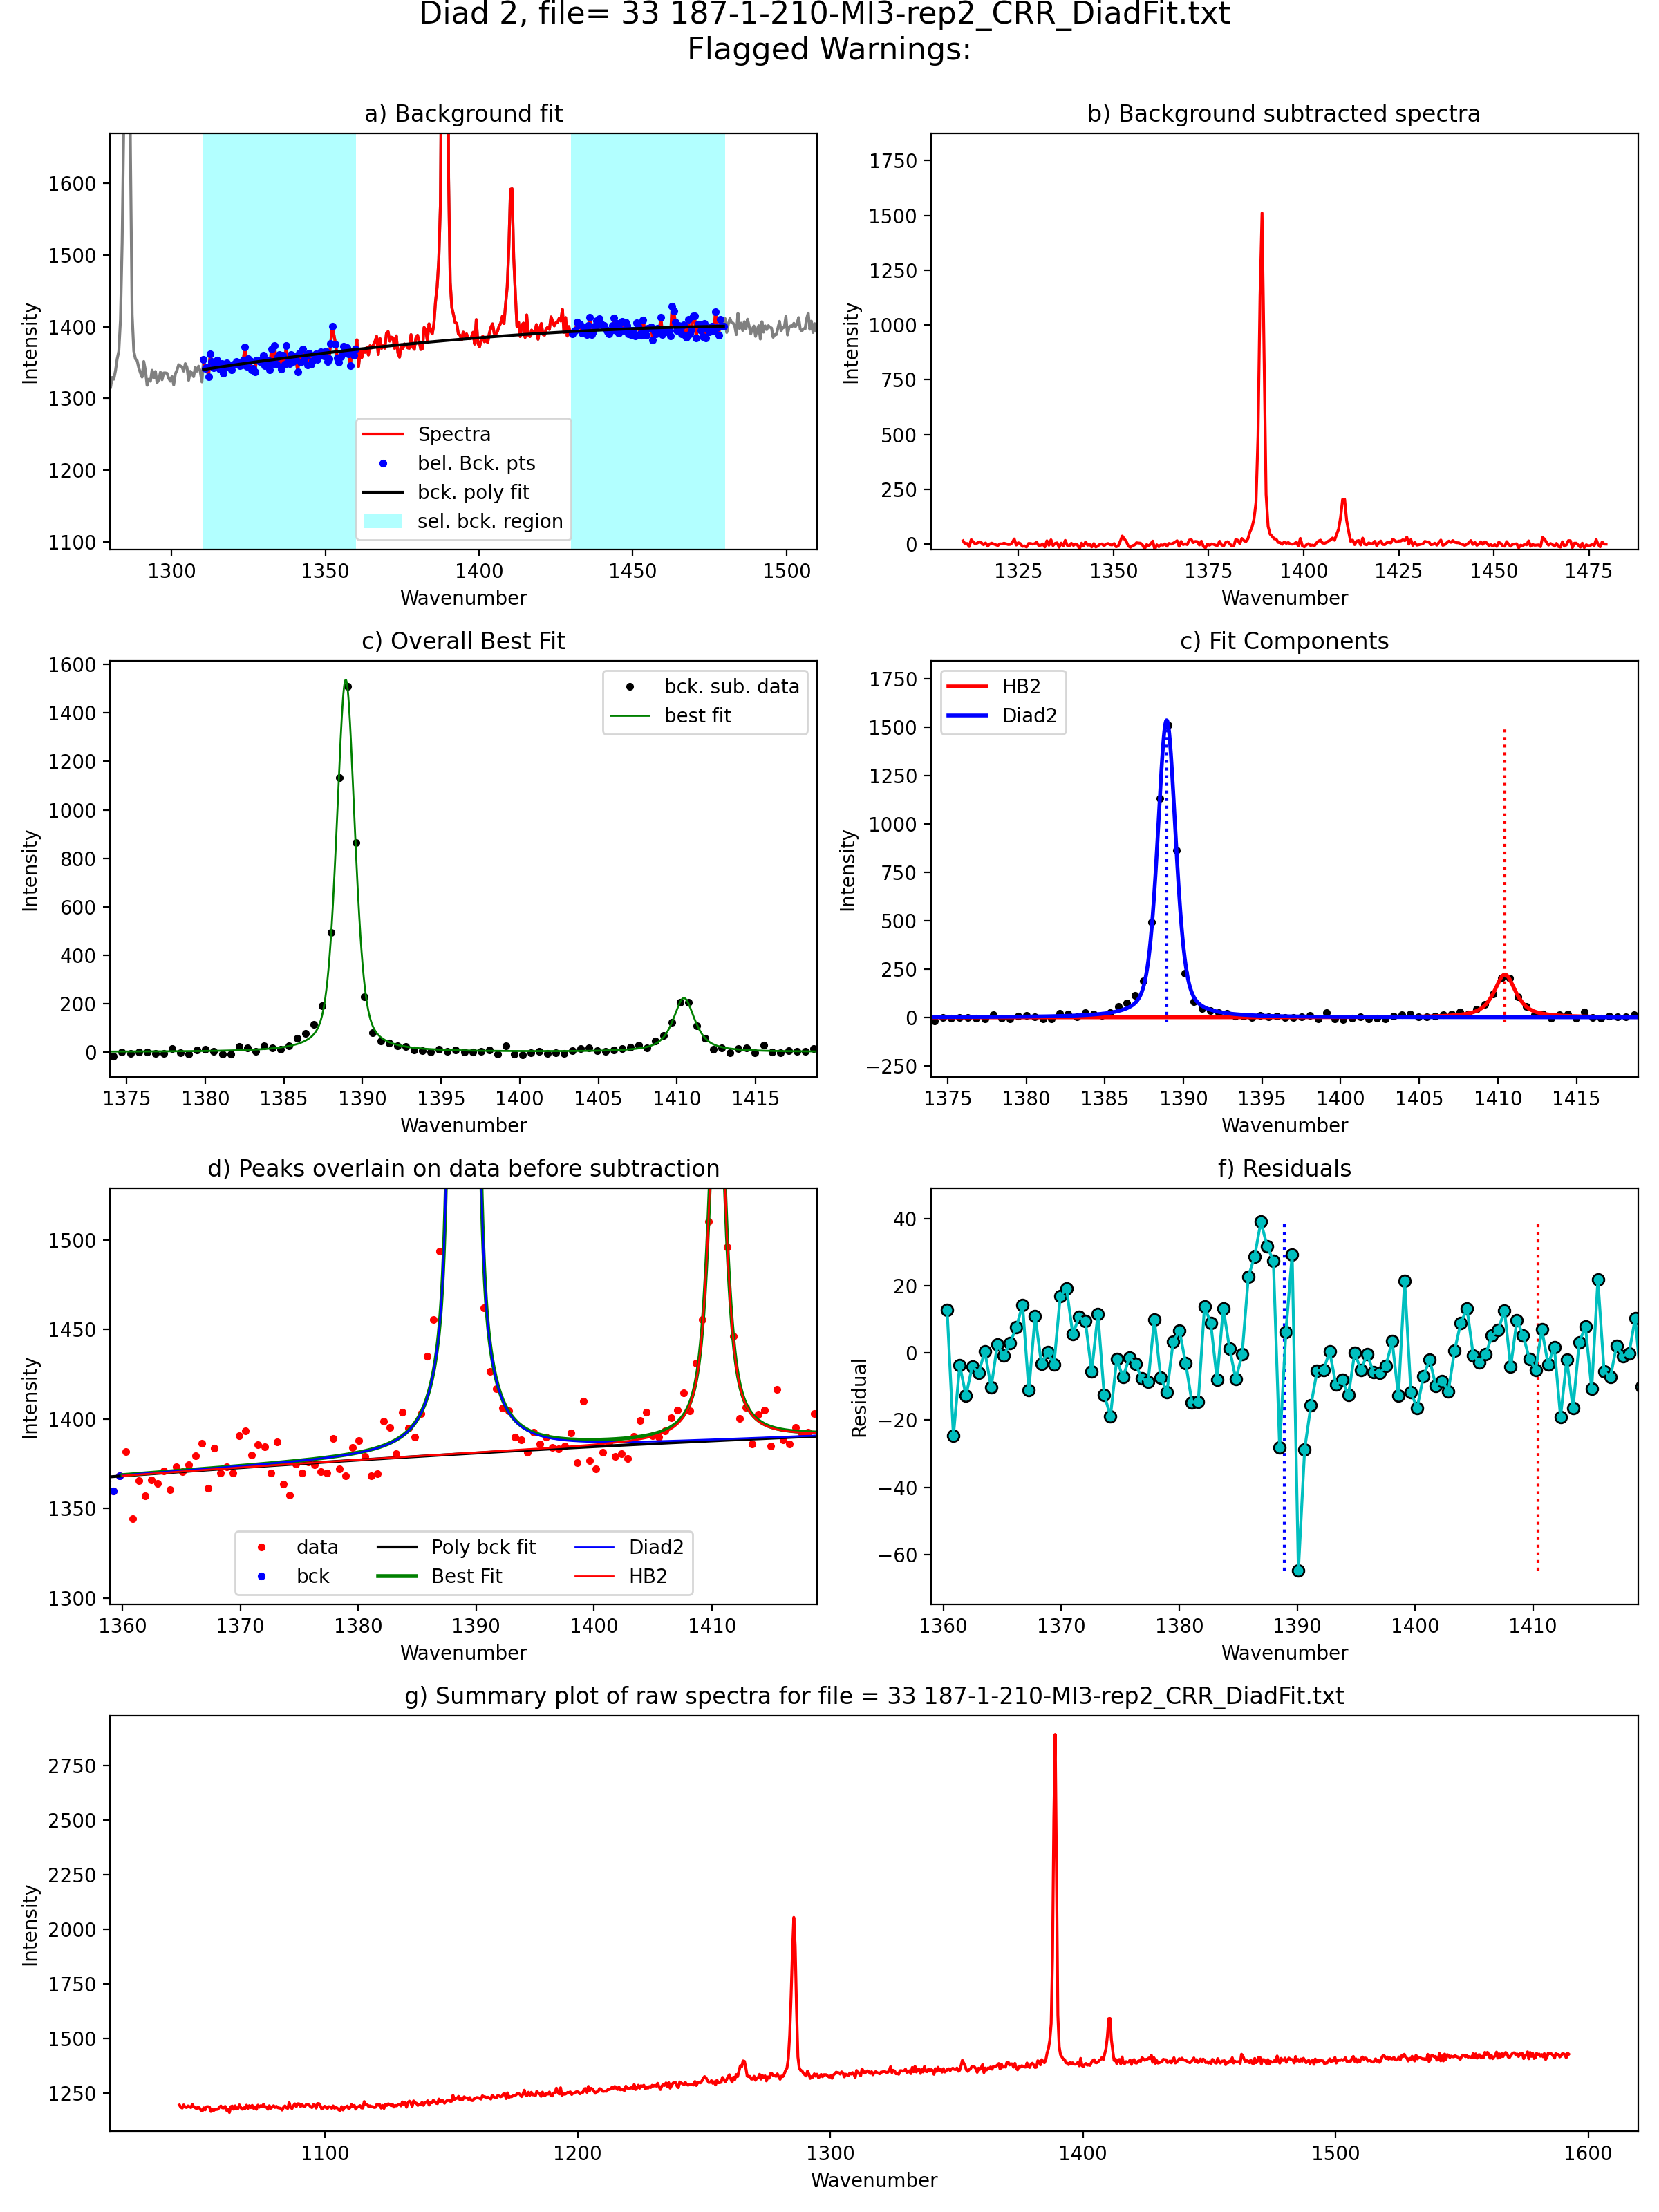 Diad 2, file= 33 187-1-210-MI3-rep2_CRR_DiadFit.txt
Flagged Warnings:
a) Background fit
Intensity
1600
1500
1400
1300
1200
1100
Spectra
bel. Bck. pts
bck. poly fit
sel. bck. region
1300 1350 1400 1450 1500
Wavenumber
b) Background subtracted spectra
Intensity
1750
1500
1250
1000
750
500
250
0
1325 1350 1375 1400 1425 1450 1475
Wavenumber
c) Overall Best Fit
Intensity
1600
1400
1200
1000
800
600
400
200
0
bck. sub. data
best fit
1375 1380 1385 1390 1395 1400 1405 1410 1415
Wavenumber
c) Fit Components
Intensity
1750
1500
1250
1000
750
500
250
0
−250
HB2
Diad2
1375 1380 1385 1390 1395 1400 1405 1410 1415
Wavenumber
d) Peaks overlain on data before subtraction
Intensity
1500
1450
1400
1350
1300
data Poly bck fit Diad2
bck Best Fit HB2
1360 1370 1380 1390 1400 1410
Wavenumber
f) Residuals
Residual
40
20
0
−20
−40
−60
1360 1370 1380 1390 1400 1410
Wavenumber
g) Summary plot of raw spectra for file = 33 187-1-210-MI3-rep2_CRR_DiadFit.txt
Intensity
2750
2500
2250
2000
1750
1500
1250
1100 1200 1300 1400 1500 1600
Wavenumber